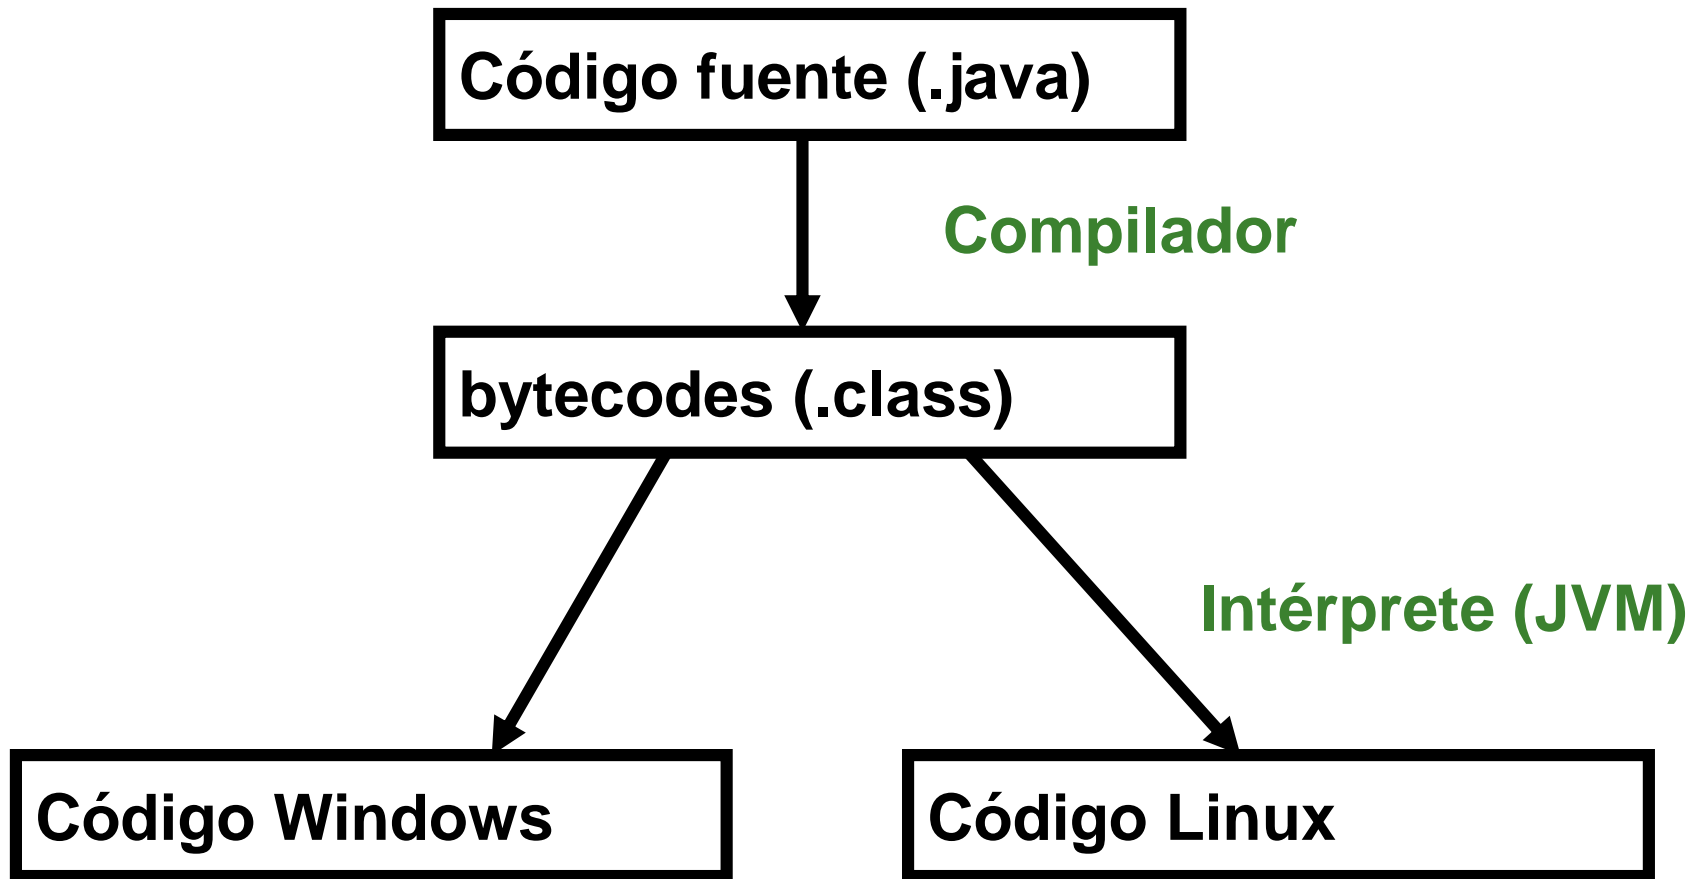 Código fuente (.java)
Compilador
bytecodes (.class)
Intérprete (JVM)
Código Windows
Código Linux